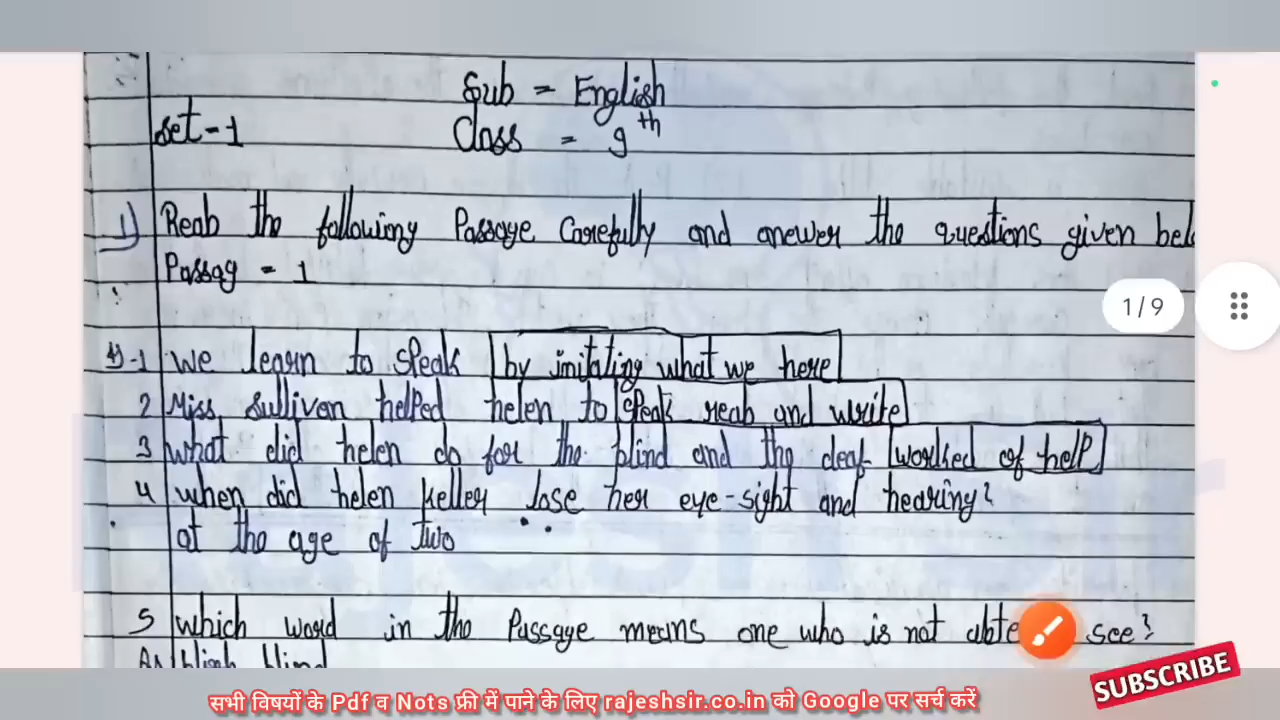 Sub = English
set-1 Class = 9th
1) Reab the following Passage Carefully and anewer the questions given bel
Passag = 1
1/9
1 we learn to speak by imitating what we here
2 Miss Sulliven helped helen to speak reab and write
3 what did helen do for the blind and the deaf worked of help
4 when did helen keller lose her eye-sight and hearing?
at the age of two
5 which word in the Passage means one who is not abte see?
blind
SUBSCRIBE
सभी विषयों के Pdf व Nots फ्री में पाने के लिए rajeshsir.co.in को Google पर सर्च करें